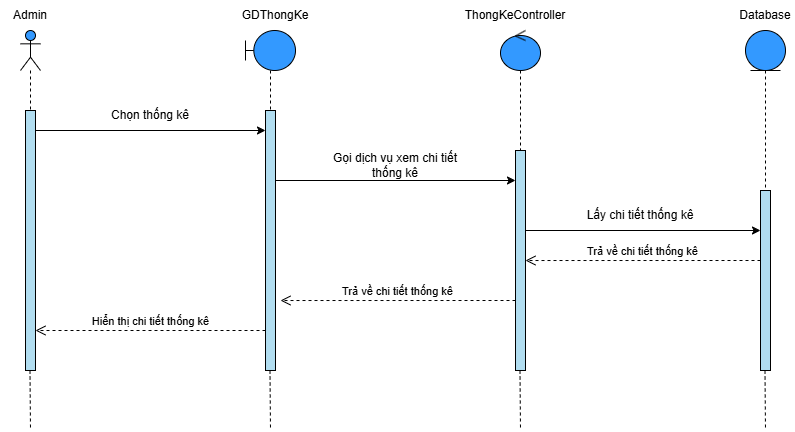 Admin
GDThongKe
ThongKeController
Database
Chọn thống kê
Gọi dịch vụ xem chi tiết
thống kê
Lấy chi tiết thống kê
Trả về chi tiết thống kê
Trả về chi tiết thống kê
Hiển thị chi tiết thống kê